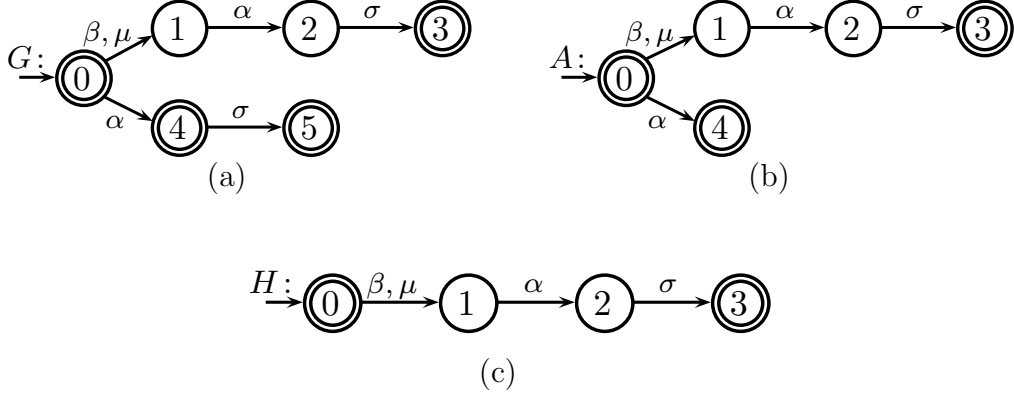 G: 0 β, μ 1 α 2 σ 3
α 4 σ 5
(a)
A: 0 β, μ 1 α 2 σ 3
α 4
(b)
H: 0 β, μ 1 α 2 σ 3
(c)